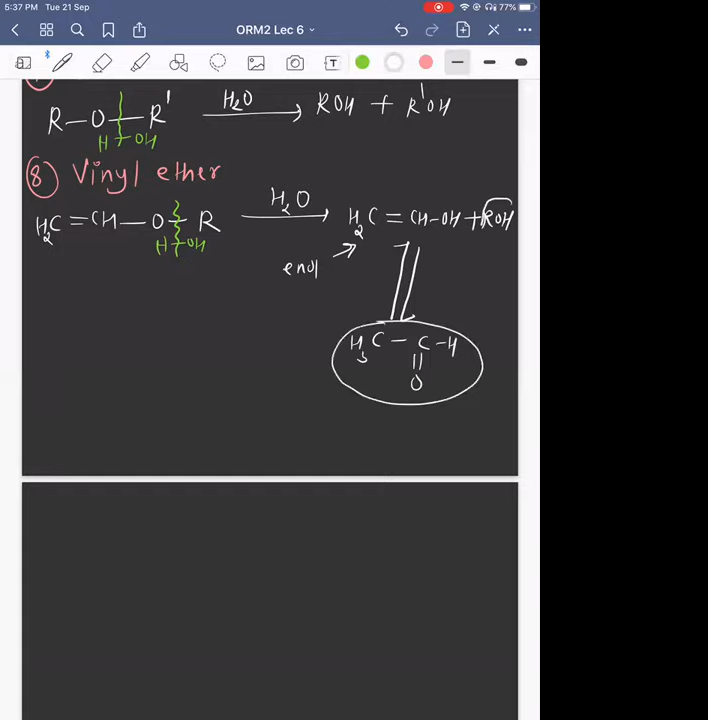 5:37 PM Tue 21 Sep 77%
ORM2 Lec 6
T
R-O-R' H₂O → ROH + R'OH
H OH
8 Vinyl ether
H₂C=CH-O-R H₂O → H₂C=CH-OH + ROH
H-OH
enol
H₃C-C-H
O